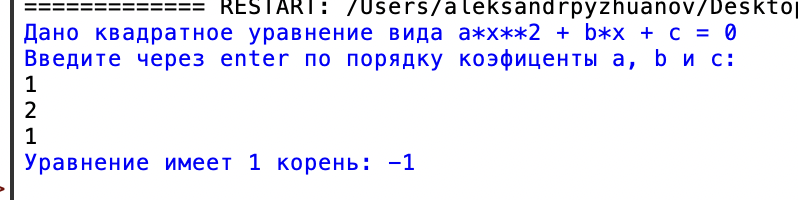 ============= RESTART: /Users/aleksandrpyzhuanov/Desktop
Дано квадратное уравнение вида a*x**2 + b*x + c = 0
Введите через enter по порядку коэфиценты a, b и c:
1
2
1
Уравнение имеет 1 корень: -1
>